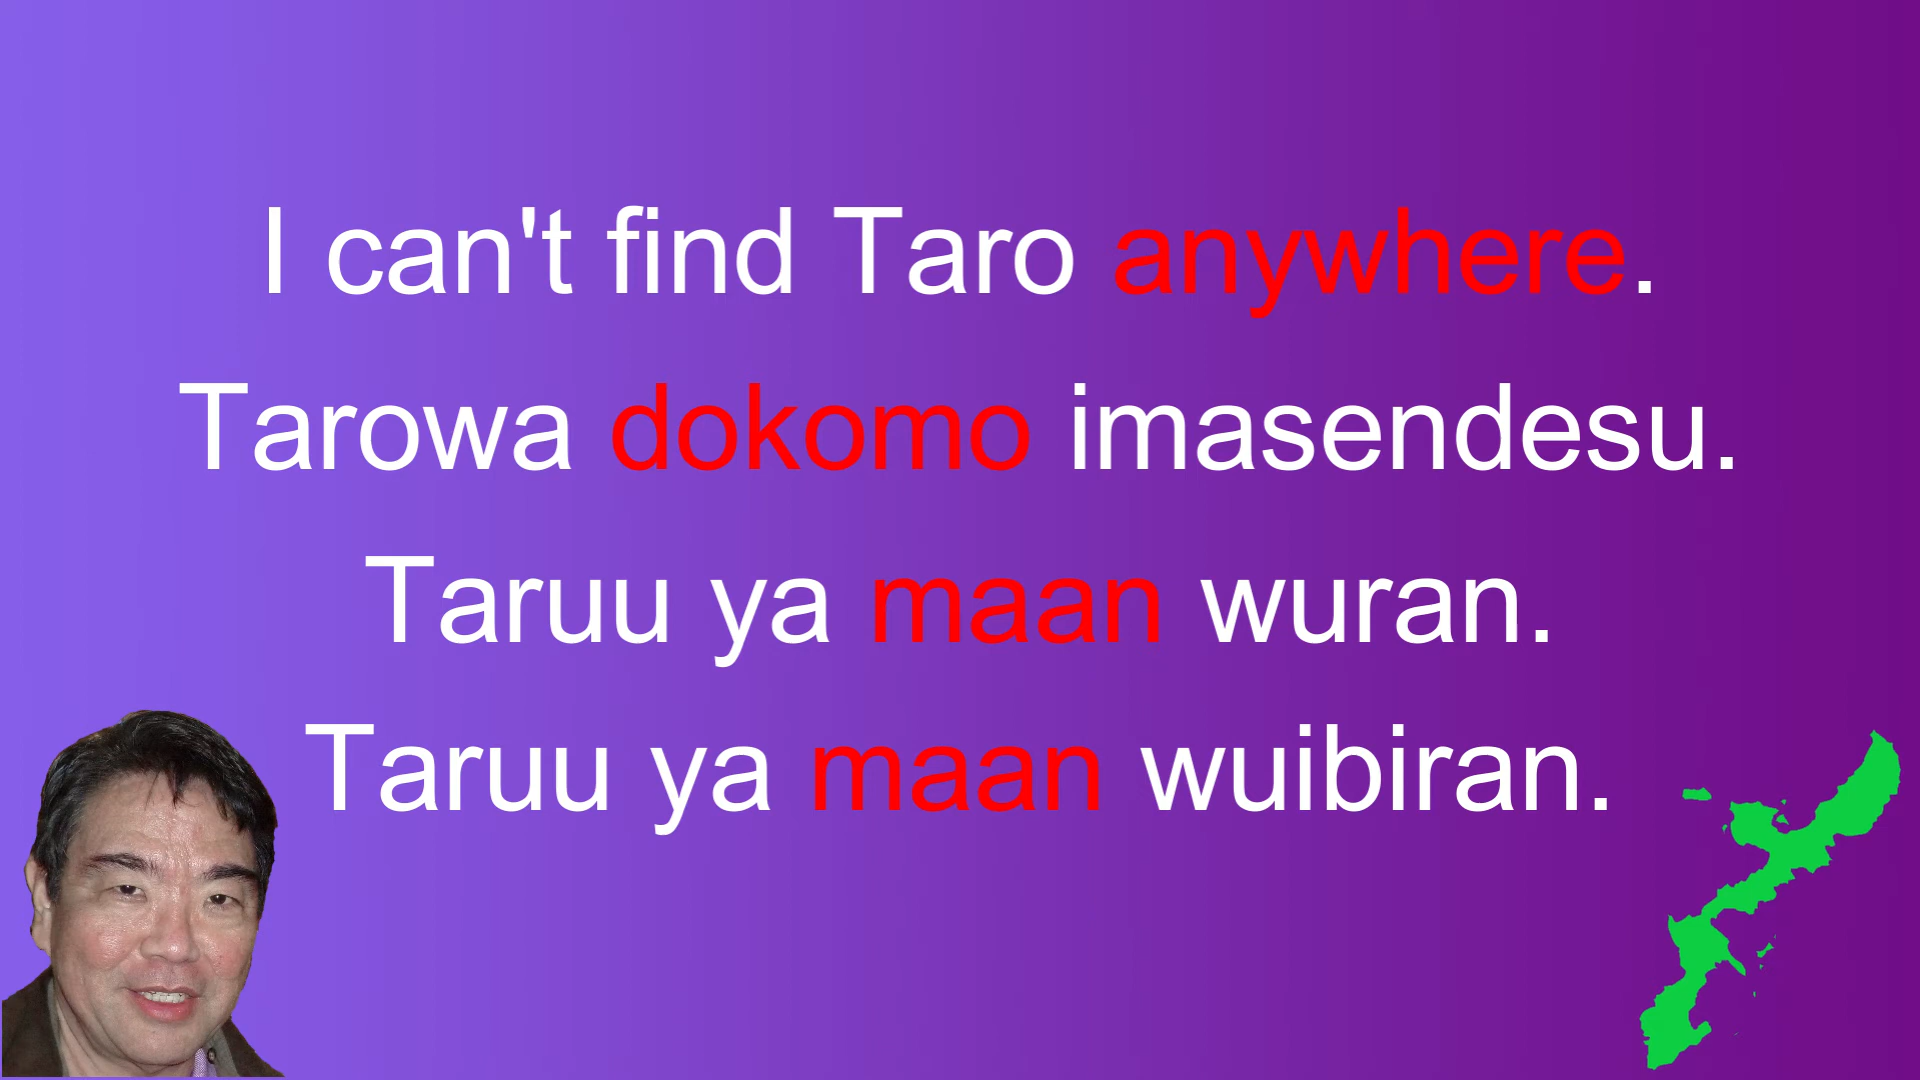 I can't find Taro anywhere.
Tarowa dokomo imasendesu.
Taruu ya maan wuran.
Taruu ya maan wuibiran.